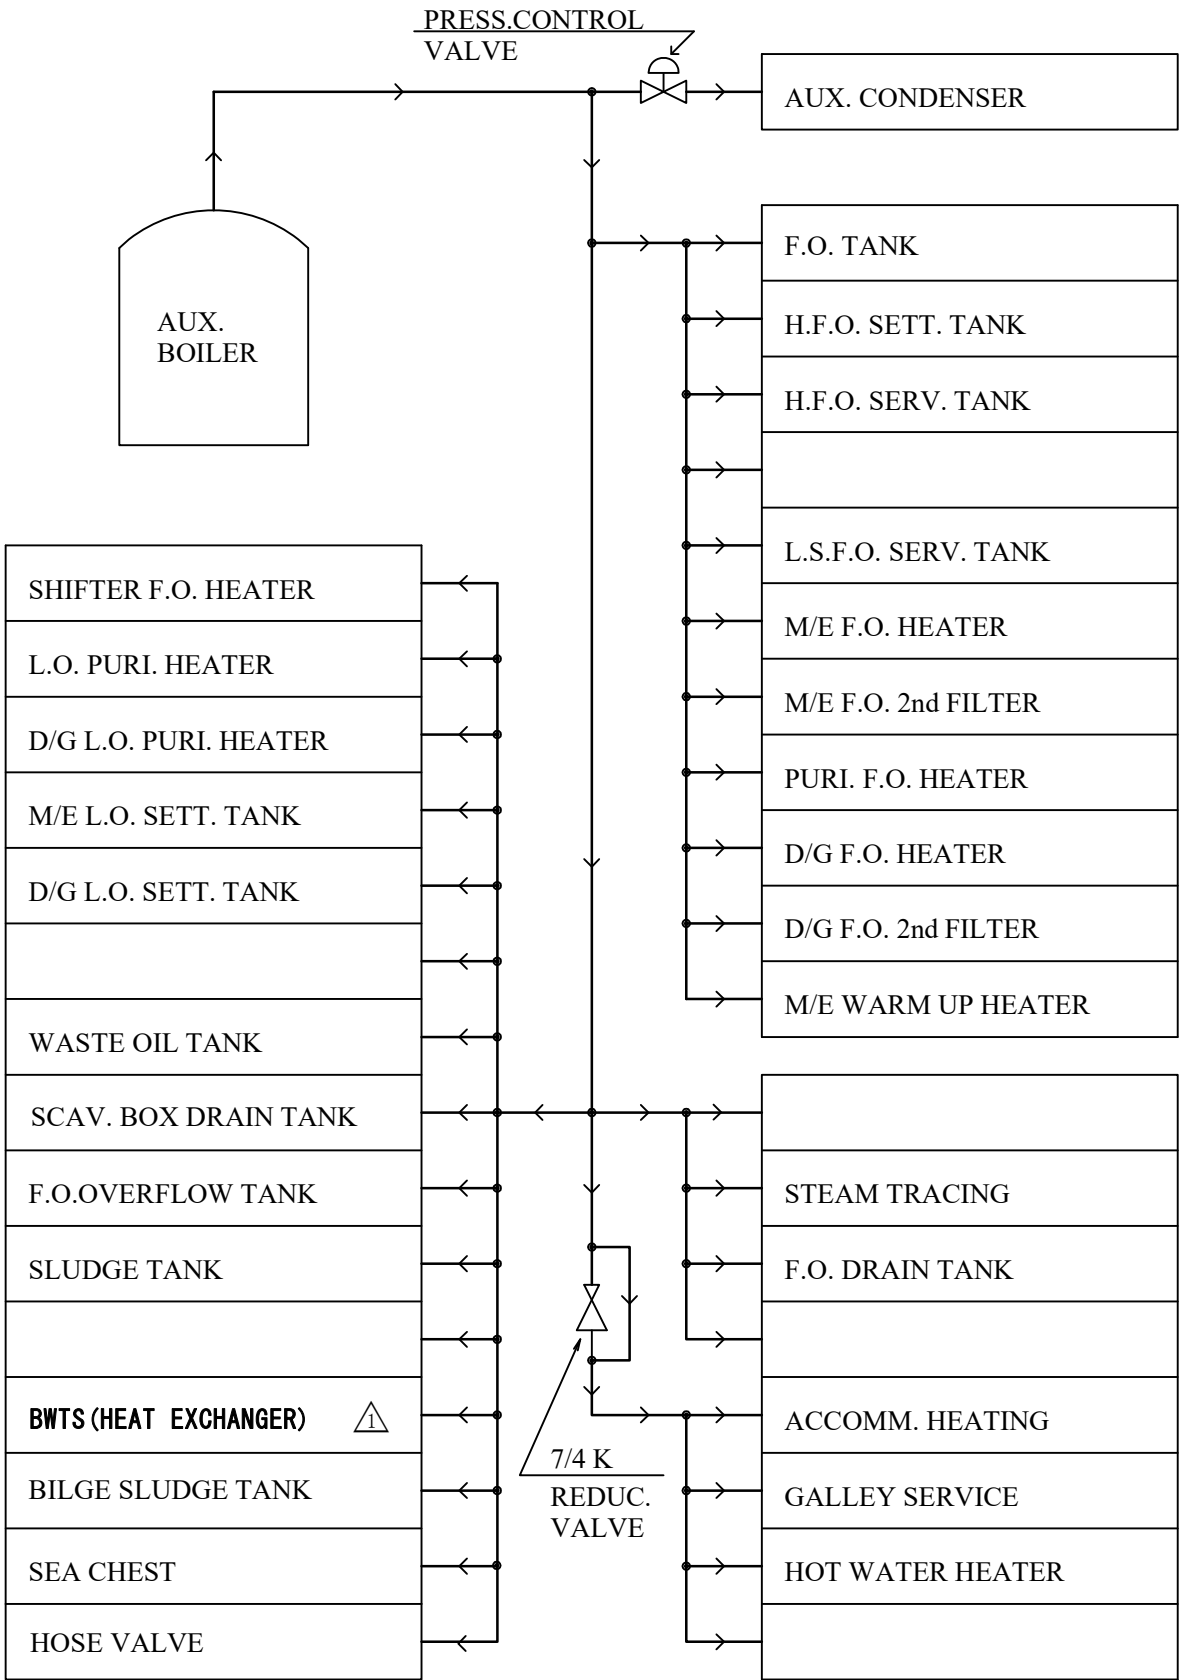 PRESS.CONTROL
VALVE
AUX. CONDENSER
AUX.
BOILER
F.O. TANK
H.F.O. SETT. TANK
H.F.O. SERV. TANK
L.S.F.O. SERV. TANK
M/E F.O. HEATER
M/E F.O. 2nd FILTER
PURI. F.O. HEATER
D/G F.O. HEATER
D/G F.O. 2nd FILTER
M/E WARM UP HEATER
SHIFTER F.O. HEATER
L.O. PURI. HEATER
D/G L.O. PURI. HEATER
M/E L.O. SETT. TANK
D/G L.O. SETT. TANK
WASTE OIL TANK
SCAV. BOX DRAIN TANK
F.O.OVERFLOW TANK
SLUDGE TANK
BWTS(HEAT EXCHANGER) 1
BILGE SLUDGE TANK
SEA CHEST
HOSE VALVE
7/4 K
REDUC.
VALVE
STEAM TRACING
F.O. DRAIN TANK
ACCOMM. HEATING
GALLEY SERVICE
HOT WATER HEATER